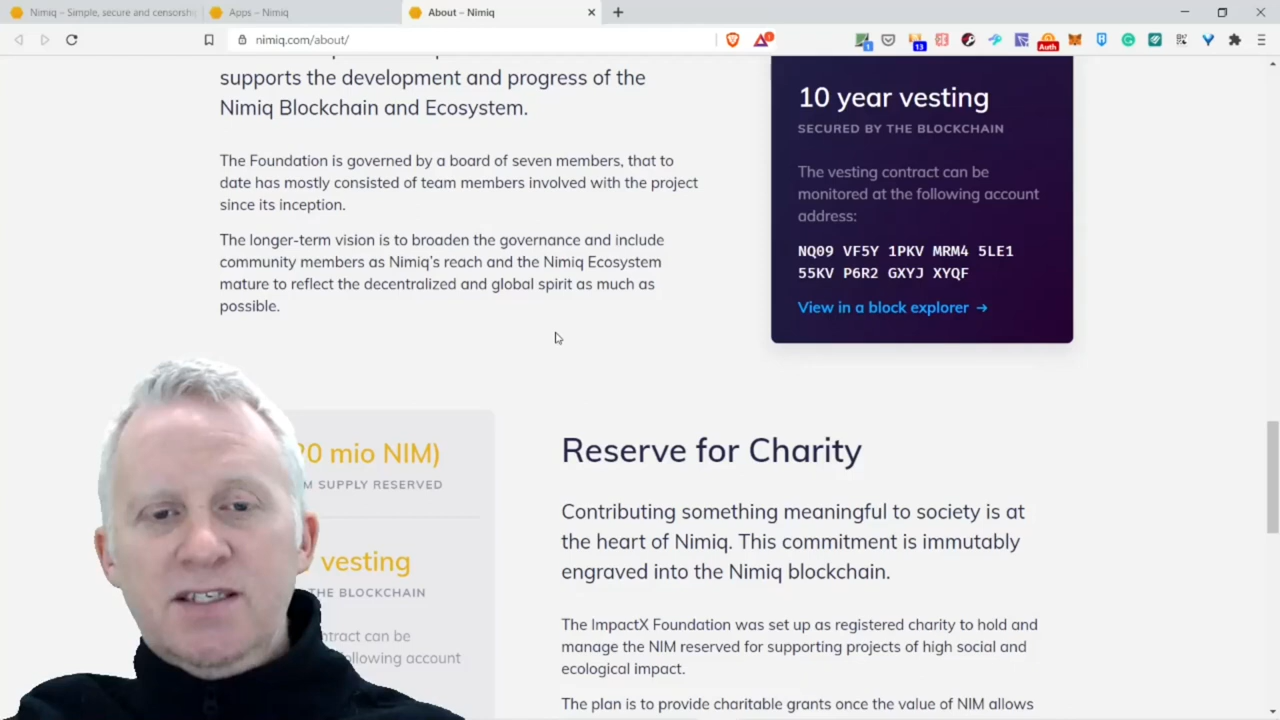 Nimiq – Simple, secure and censorshi
Apps – Nimiq
About – Nimiq
nimiq.com/about/
1
13
Auth
supports the development and progress of the
Nimiq Blockchain and Ecosystem.
The Foundation is governed by a board of seven members, that to
date has mostly consisted of team members involved with the project
since its inception.
The longer-term vision is to broaden the governance and include
community members as Nimiq’s reach and the Nimiq Ecosystem
mature to reflect the decentralized and global spirit as much as
possible.
10 year vesting
SECURED BY THE BLOCKCHAIN
The vesting contract can be
monitored at the following account
address:
NQ09 VF5Y 1PKV MRM4 5LE1
55KV P6R2 GXYJ XYQF
View in a block explorer →
0 mio NIM)
M SUPPLY RESERVED
vesting
THE BLOCKCHAIN
ntract can be
following account
Reserve for Charity
Contributing something meaningful to society is at
the heart of Nimiq. This commitment is immutably
engraved into the Nimiq blockchain.
The ImpactX Foundation was set up as registered charity to hold and
manage the NIM reserved for supporting projects of high social and
ecological impact.
The plan is to provide charitable grants once the value of NIM allows